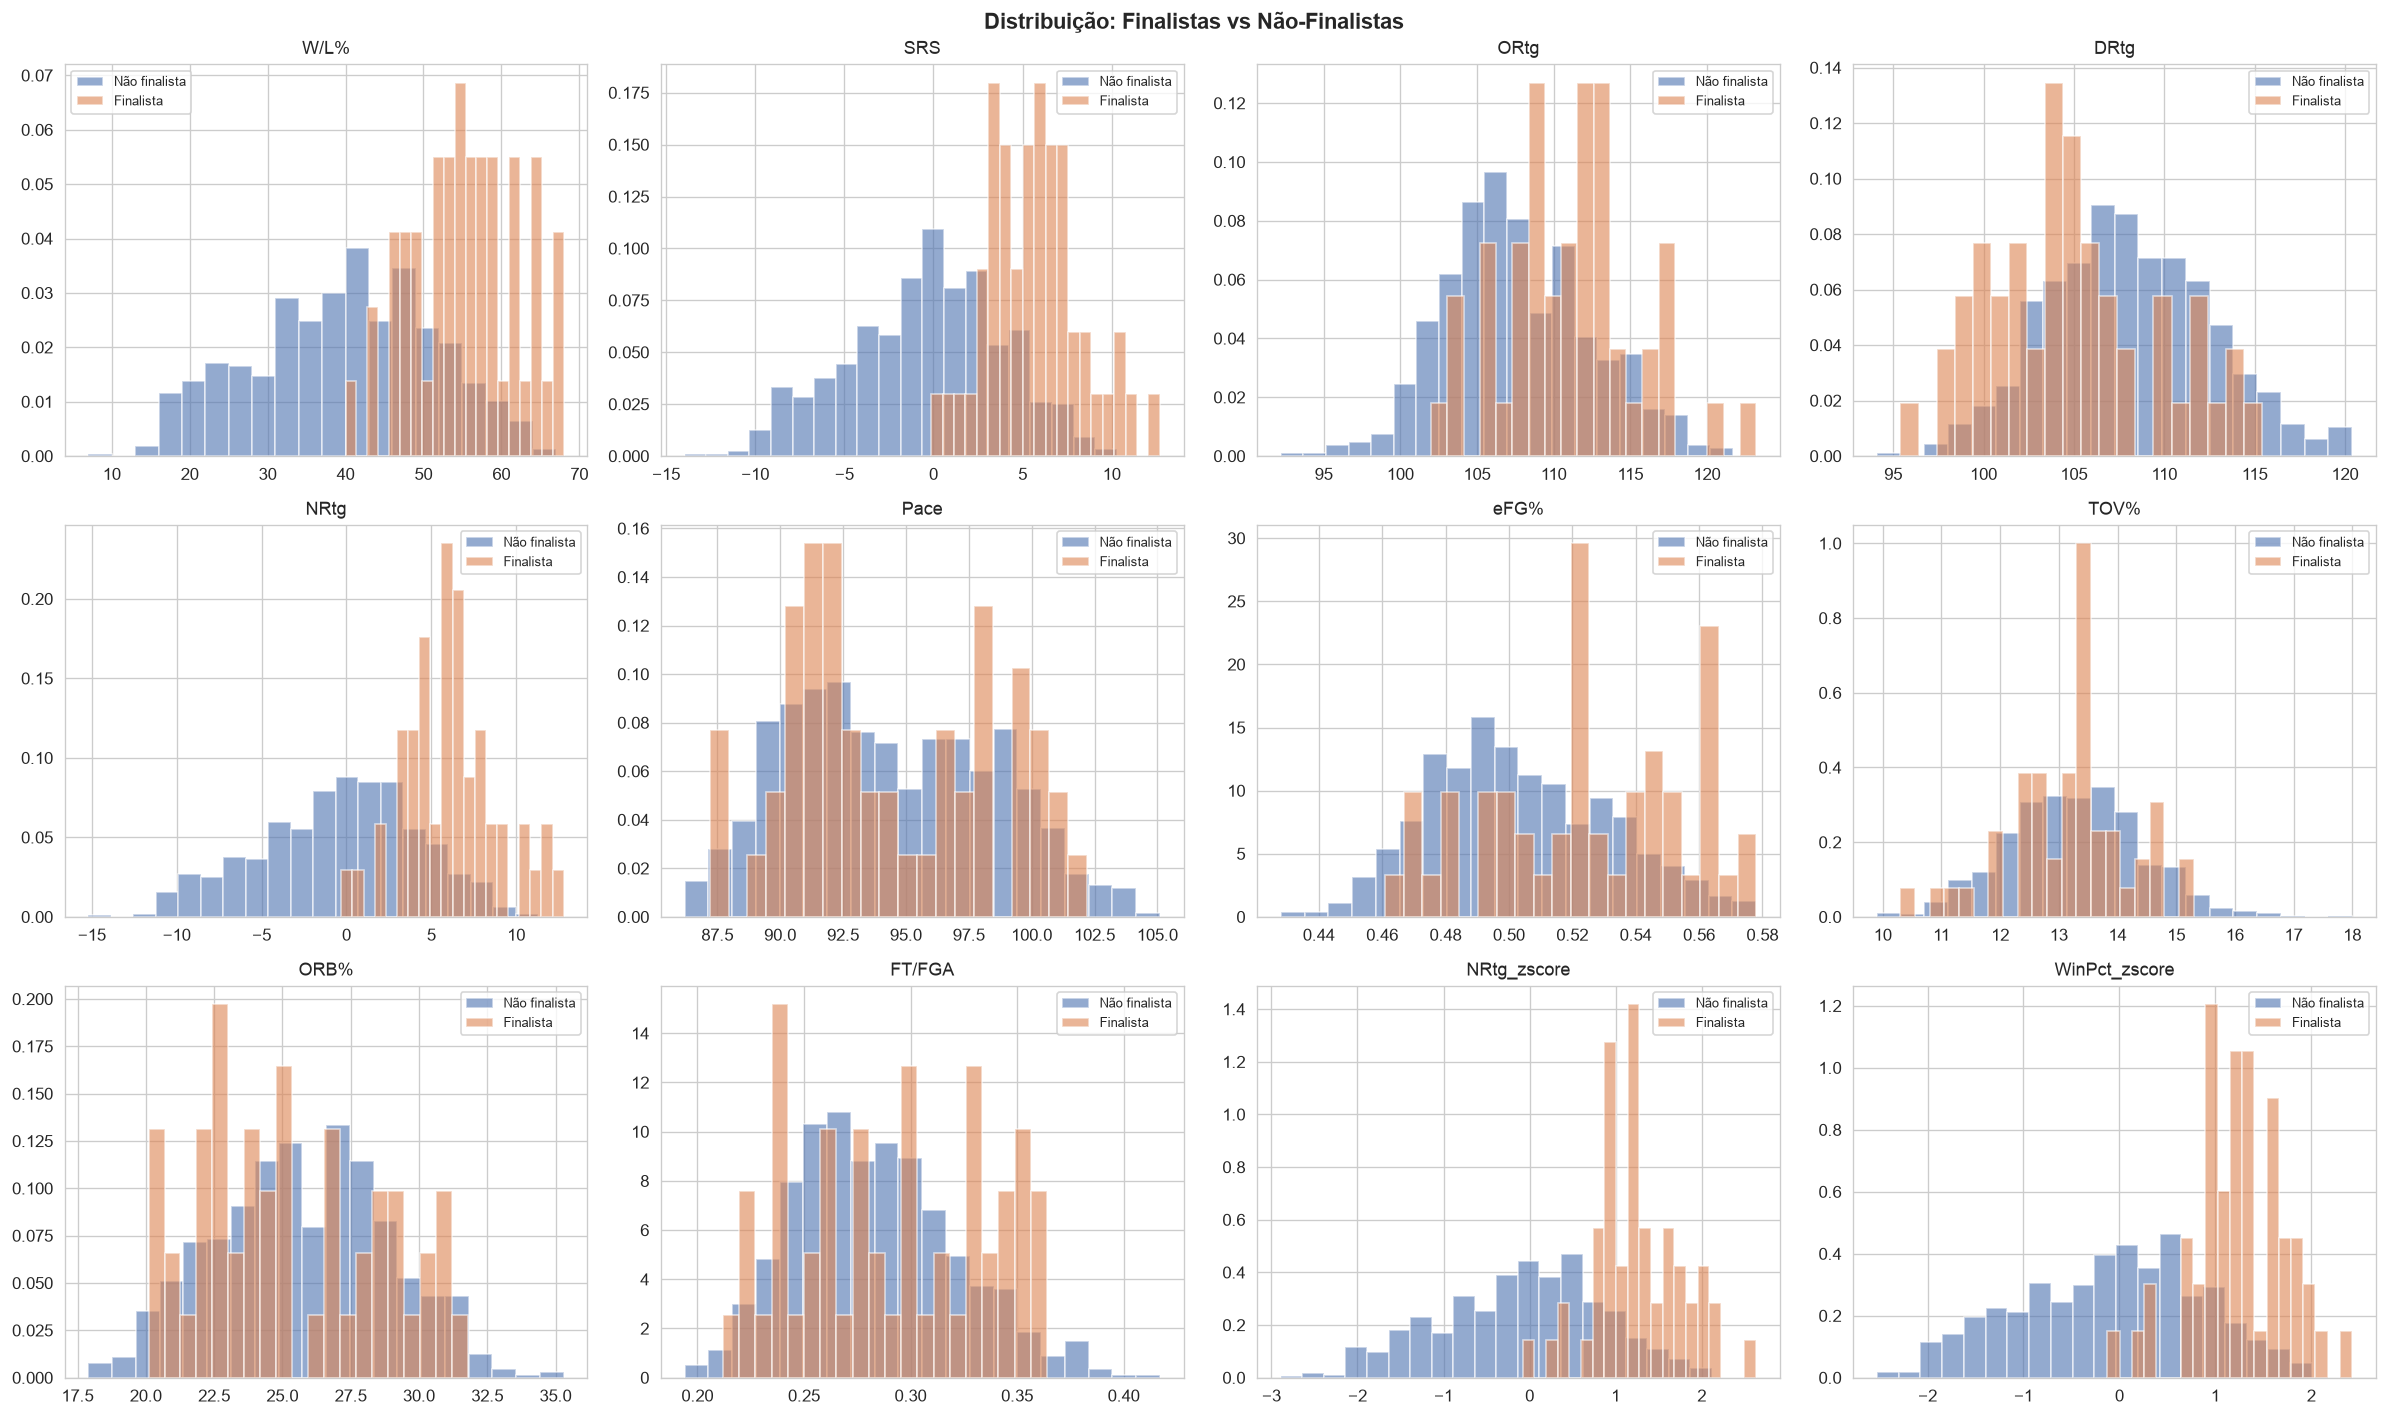 Distribuição: Finalistas vs Não-Finalistas
W/L%
Não finalista
Finalista
0.07
0.06
0.05
0.04
0.03
0.02
0.01
0.00
10 20 30 40 50 60 70
SRS
Não finalista
Finalista
0.175
0.150
0.125
0.100
0.075
0.050
0.025
0.000
−15 −10 −5 0 5 10
ORtg
Não finalista
Finalista
0.12
0.10
0.08
0.06
0.04
0.02
0.00
95 100 105 110 115 120
DRtg
Não finalista
Finalista
0.14
0.12
0.10
0.08
0.06
0.04
0.02
0.00
95 100 105 110 115 120
NRtg
Não finalista
Finalista
0.20
0.15
0.10
0.05
0.00
−15 −10 −5 0 5 10
Pace
Não finalista
Finalista
0.16
0.14
0.12
0.10
0.08
0.06
0.04
0.02
0.00
87.5 90.0 92.5 95.0 97.5 100.0 102.5 105.0
eFG%
Não finalista
Finalista
30
25
20
15
10
5
0
0.44 0.46 0.48 0.50 0.52 0.54 0.56 0.58
TOV%
Não finalista
Finalista
1.0
0.8
0.6
0.4
0.2
0.0
10 11 12 13 14 15 16 17 18
ORB%
Não finalista
Finalista
0.200
0.175
0.150
0.125
0.100
0.075
0.050
0.025
0.000
17.5 20.0 22.5 25.0 27.5 30.0 32.5 35.0
FT/FGA
Não finalista
Finalista
14
12
10
8
6
4
2
0
0.20 0.25 0.30 0.35 0.40
NRtg_zscore
Não finalista
Finalista
1.4
1.2
1.0
0.8
0.6
0.4
0.2
0.0
−3 −2 −1 0 1 2
WinPct_zscore
Não finalista
Finalista
1.2
1.0
0.8
0.6
0.4
0.2
0.0
−2 −1 0 1 2